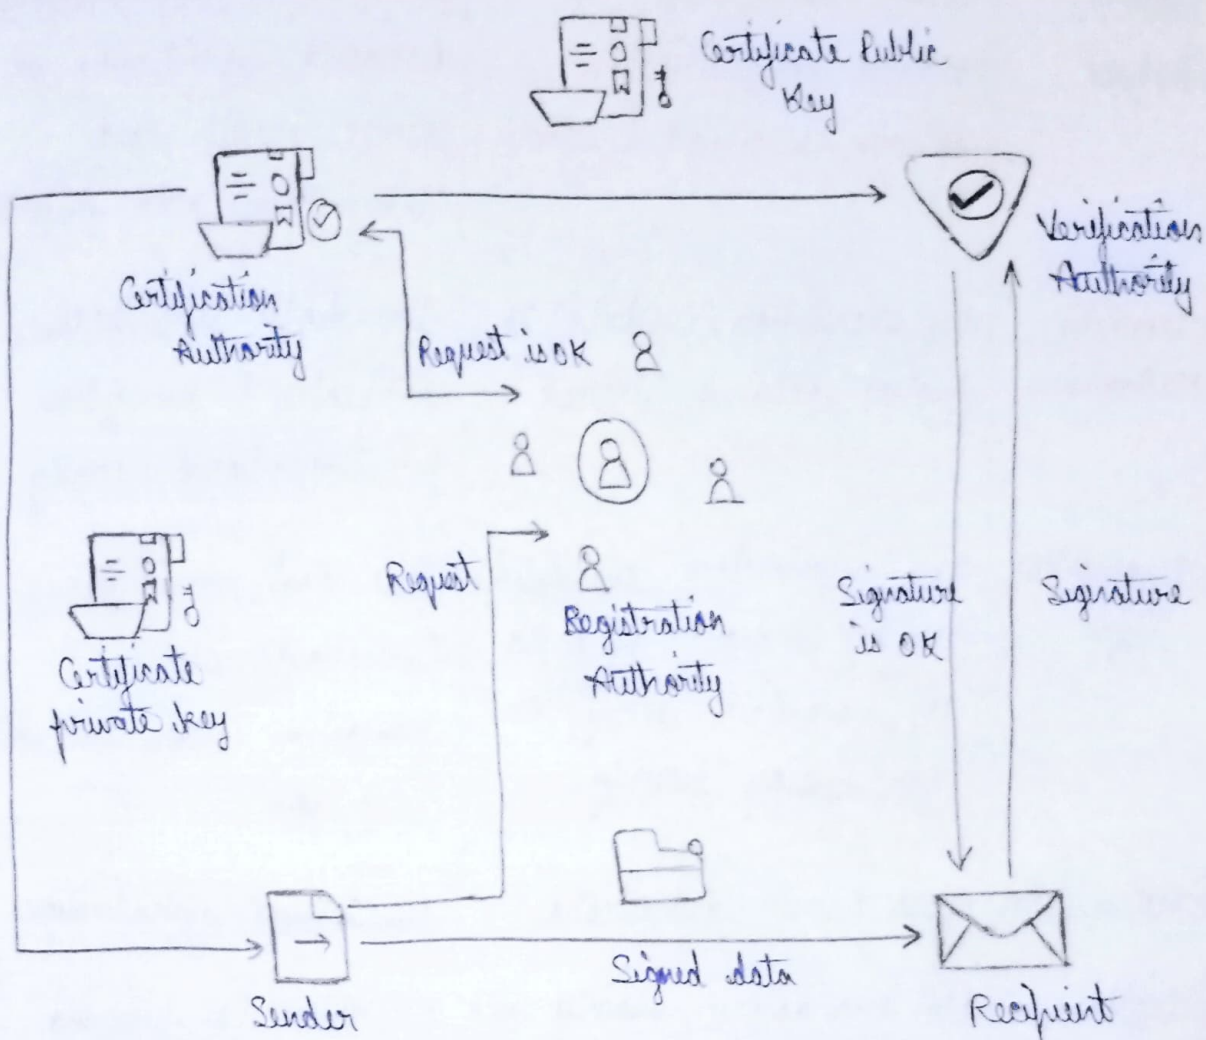 Certificate Public
Key
Verification
Authority
Certification
Authority
Request is OK
Request
Registration
Authority
Signature
is OK
Signature
Certificate
private key
Signed data
Sender
Recipient